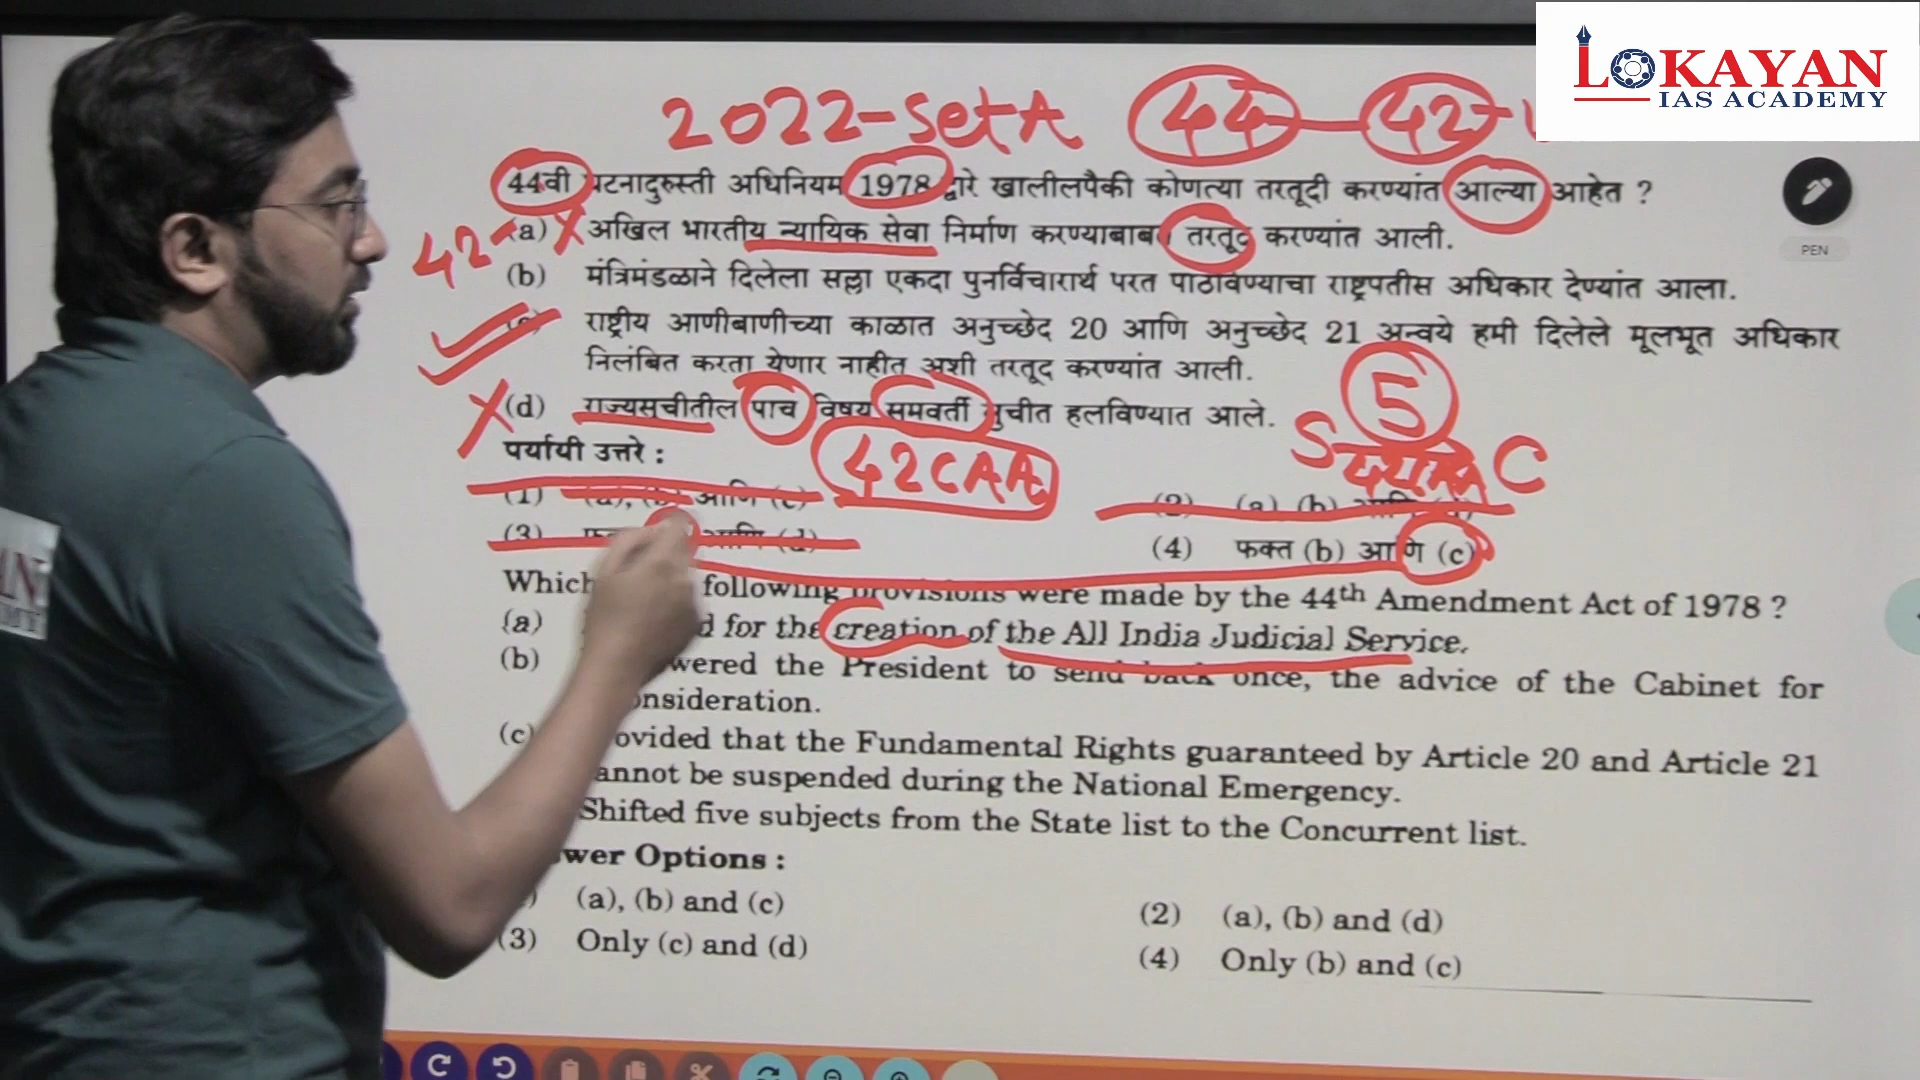 LOKAYAN
IAS ACADEMY
2022-Set A 44 - 42
44वी घटनादुरुस्ती अधिनियम 1978 द्वारे खालीलपैकी कोणत्या तरतूदी करण्यांत आल्या आहेत ?
42 (a) अखिल भारतीय न्यायिक सेवा निर्माण करण्याबाबत तरतूद करण्यांत आली.
(b) मंत्रिमंडळाने दिलेला सल्ला एकदा पुनर्विचारार्थ परत पाठविण्याचा राष्ट्रपतीस अधिकार देण्यांत आला.
राष्ट्रीय आणीबाणीच्या काळात अनुच्छेद 20 आणि अनुच्छेद 21 अन्वये हमी दिलेले मूलभूत अधिकार
निलंबित करता येणार नाहीत अशी तरतूद करण्यांत आली.
(d) राज्यसूचीतील पाच विषय समवर्ती सुचीत हलविण्यात आले.
5
S C
पर्यायी उत्तरे :
42CAA
(1) (a), (b) आणि (c)
(2) (a) (b) आणि
(3) आणि (d)
(4) फक्त (b) आणि (c)
Which following provisions were made by the 44th Amendment Act of 1978 ?
(a) for the creation of the All India Judicial Service.
(b) wered the President to send back once, the advice of the Cabinet for
nsideration.
(c) ovided that the Fundamental Rights guaranteed by Article 20 and Article 21
annot be suspended during the National Emergency.
Shifted five subjects from the State list to the Concurrent list.
wer Options :
(a), (b) and (c)
(2) (a), (b) and (d)
(3) Only (c) and (d)
(4) Only (b) and (c)
PEN